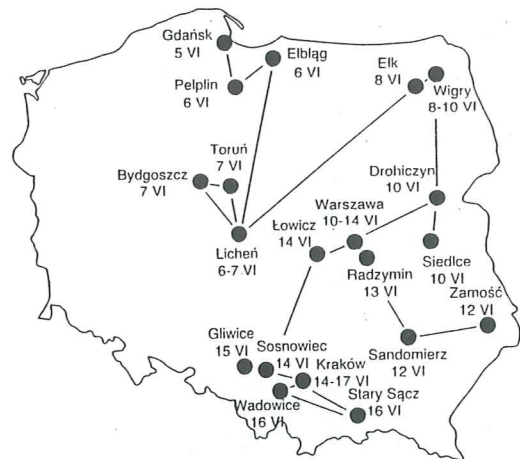 Gdańsk
5 VI
Elbląg
6 VI
Pelplin
6 VI
Ełk
8 VI
Wigry
8-10 VI
Toruń
7 VI
Bydgoszcz
7 VI
Drohiczyn
10 VI
Warszawa
10-14 VI
Łowicz
14 VI
Licheń
6-7 VI
Radzymin
13 VI
Siedlce
10 VI
Zamość
12 VI
Sandomierz
12 VI
Gliwice
15 VI
Sosnowiec
14 VI
Kraków
14-17 VI
Wadowice
16 VI
Stary Sącz
16 VI